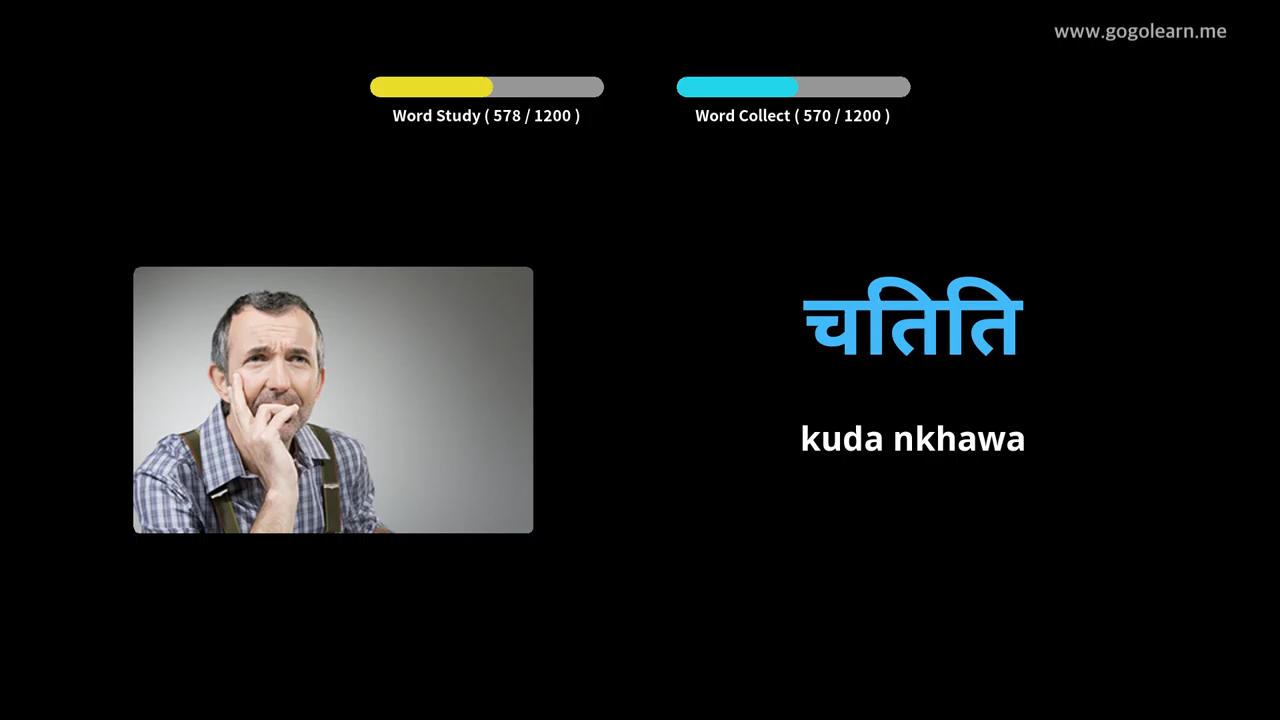 www.gogolearn.me
Word Study ( 578 / 1200 )
Word Collect ( 570 / 1200 )
चतिति
kuda nkhawa